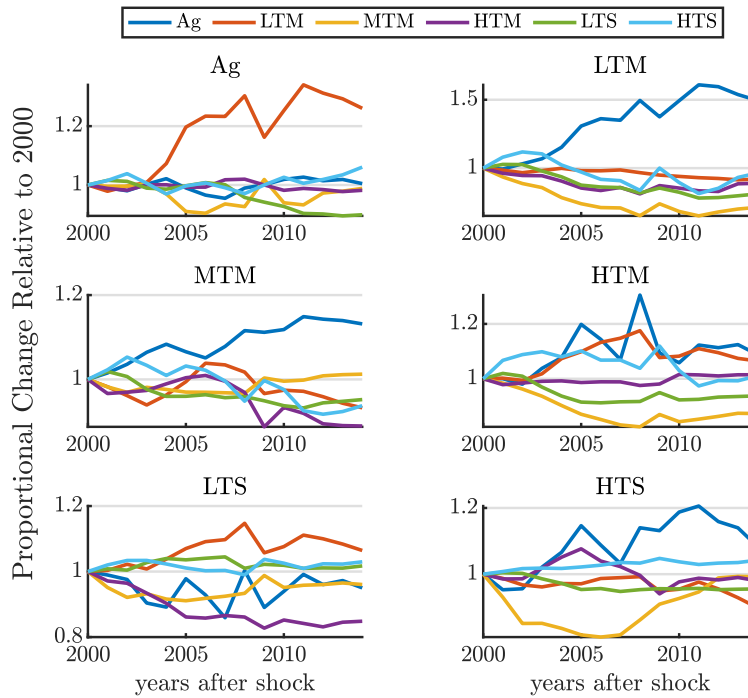 Ag LTM MTM HTM LTS HTS
Proportional Change Relative to 2000
Ag
1.2
1
2000 2005 2010
LTM
1.5
1
2000 2005 2010
MTM
1.2
1
2000 2005 2010
HTM
1.2
1
2000 2005 2010
LTS
1.2
1
0.8
2000 2005 2010
years after shock
HTS
1.2
1
2000 2005 2010
years after shock